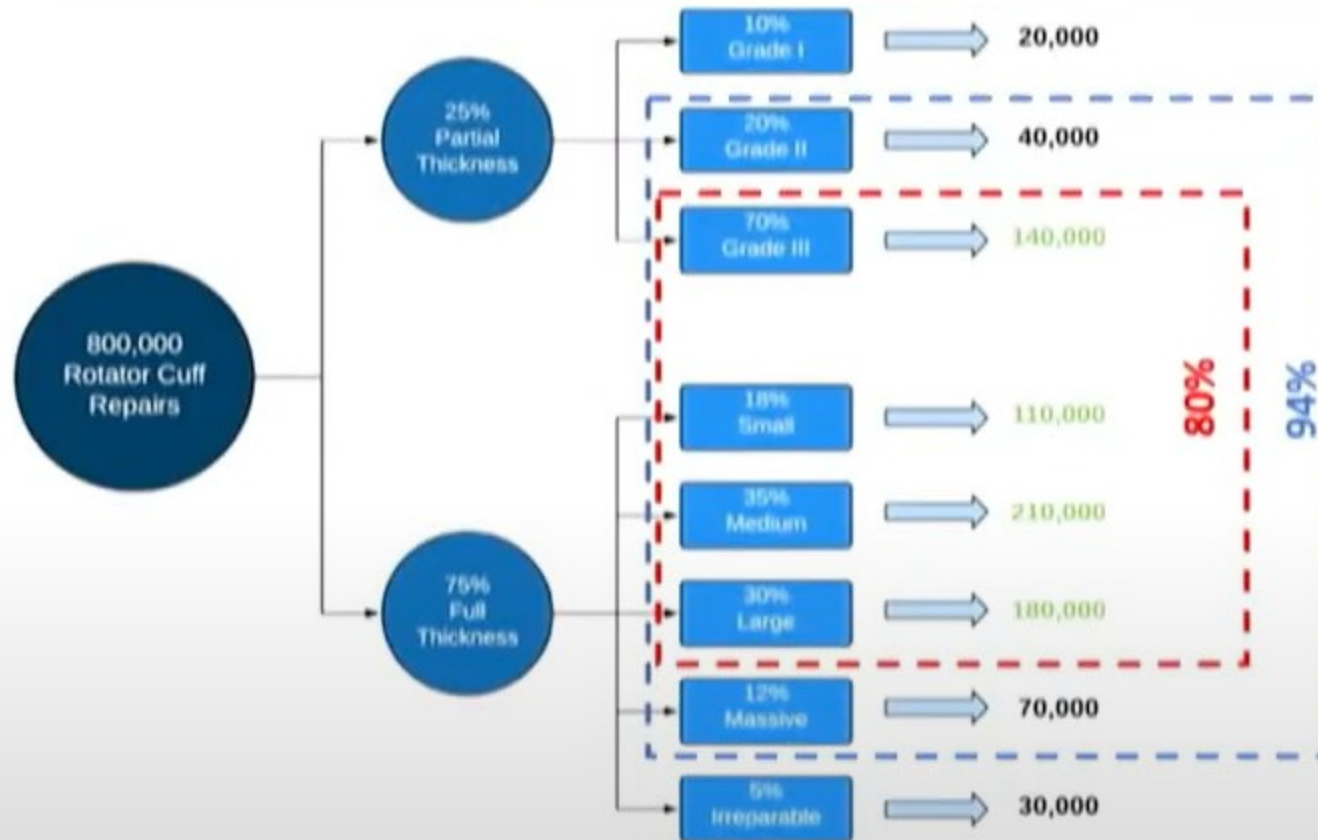 800,000
Rotator Cuff
Repairs
25%
Partial
Thickness
10%
Grade I
20,000
20%
Grade II
40,000
70%
Grade III
140,000
75%
Full
Thickness
18%
Small
110,000
35%
Medium
210,000
30%
Large
180,000
12%
Massive
70,000
5%
Irreparable
30,000
80%
94%